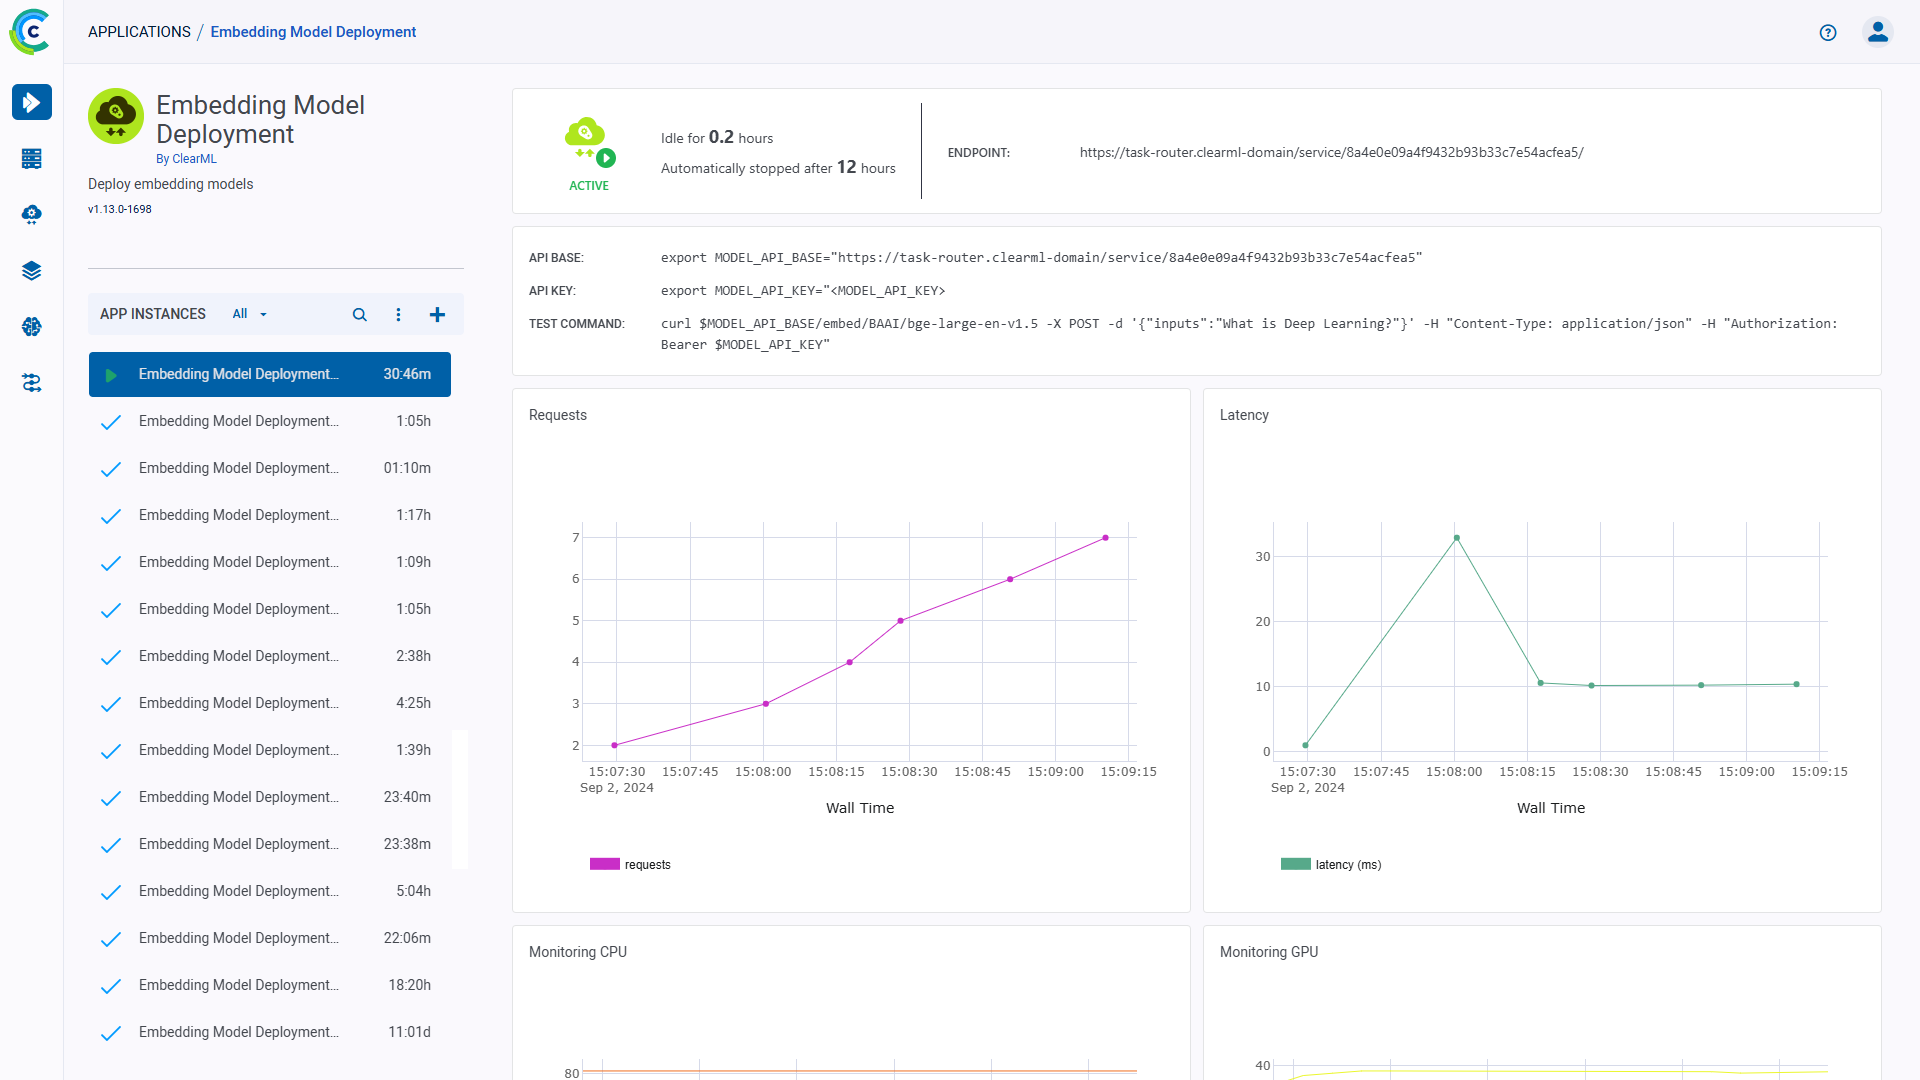 APPLICATIONS / Embedding Model Deployment
Embedding Model
Deployment
By ClearML
Deploy embedding models
v1.13.0-1698
APP INSTANCES All
Embedding Model Deployment... 30:46m
Embedding Model Deployment... 1:05h
Embedding Model Deployment... 01:10m
Embedding Model Deployment... 1:17h
Embedding Model Deployment... 1:09h
Embedding Model Deployment... 1:05h
Embedding Model Deployment... 2:38h
Embedding Model Deployment... 4:25h
Embedding Model Deployment... 1:39h
Embedding Model Deployment... 23:40m
Embedding Model Deployment... 23:38m
Embedding Model Deployment... 5:04h
Embedding Model Deployment... 22:06m
Embedding Model Deployment... 18:20h
Embedding Model Deployment... 11:01d
ACTIVE
Idle for 0.2 hours
Automatically stopped after 12 hours
ENDPOINT: https://task-router.clearml-domain/service/8a4e0e09a4f9432b93b33c7e54acfea5/
API BASE: export MODEL_API_BASE="https://task-router.clearml-domain/service/8a4e0e09a4f9432b93b33c7e54acfea5"
API KEY: export MODEL_API_KEY="<MODEL_API_KEY>
TEST COMMAND: curl $MODEL_API_BASE/embed/BAAI/bge-large-en-v1.5 -X POST -d '{"inputs":"What is Deep Learning?"}' -H "Content-Type: application/json" -H "Authorization:
Bearer $MODEL_API_KEY"
Requests
7
6
5
4
3
2
15:07:30 15:07:45 15:08:00 15:08:15 15:08:30 15:08:45 15:09:00 15:09:15
Sep 2, 2024
Wall Time
requests
Latency
30
20
10
0
15:07:30 15:07:45 15:08:00 15:08:15 15:08:30 15:08:45 15:09:00 15:09:15
Sep 2, 2024
Wall Time
latency (ms)
Monitoring CPU
80
Monitoring GPU
40